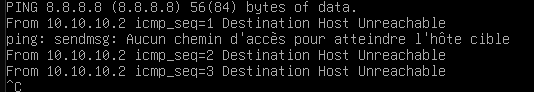 PING 8.8.8.8 (8.8.8.8) 56(84) bytes of data.
From 10.10.10.2 icmp_seq=1 Destination Host Unreachable
ping: sendmsg: Aucun chemin d'accès pour atteindre l'hôte cible
From 10.10.10.2 icmp_seq=2 Destination Host Unreachable
From 10.10.10.2 icmp_seq=3 Destination Host Unreachable
^C